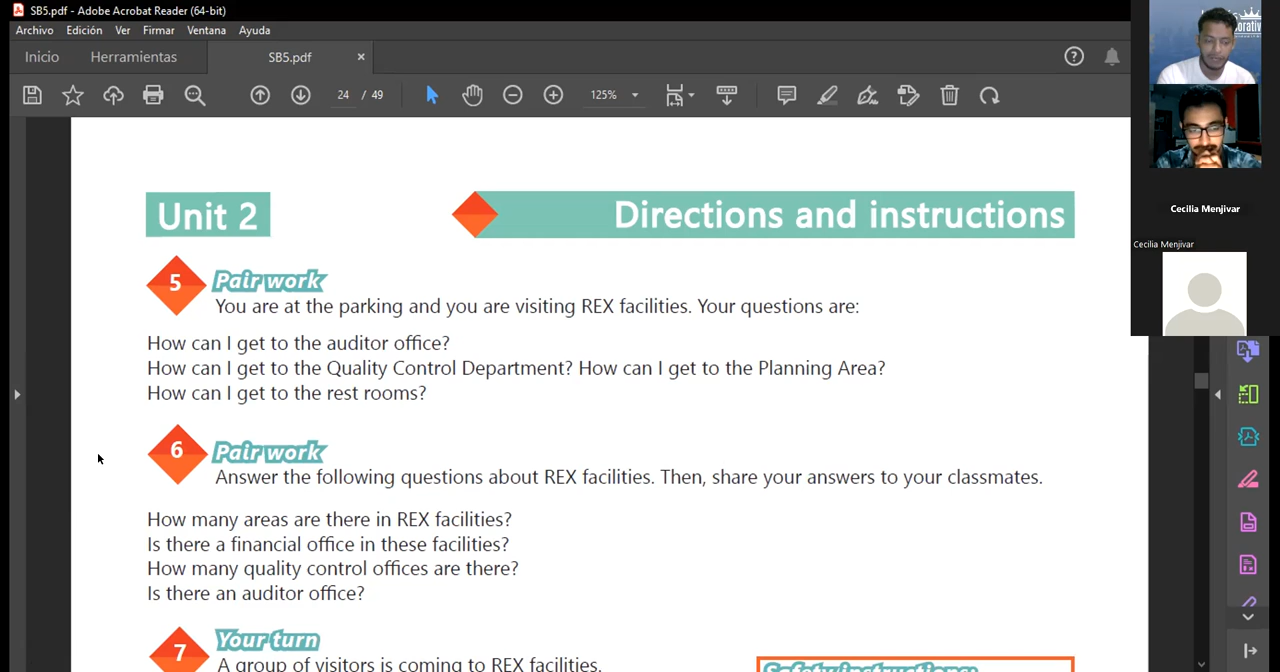 SB5.pdf - Adobe Acrobat Reader (64-bit)
Archivo Edición Ver Firmar Ventana Ayuda
Inicio Herramientas SB5.pdf
24 / 49 125%
Unit 2
Directions and instructions
5 Pair work
You are at the parking and you are visiting REX facilities. Your questions are:
How can I get to the auditor office?
How can I get to the Quality Control Department? How can I get to the Planning Area?
How can I get to the rest rooms?
6 Pair work
Answer the following questions about REX facilities. Then, share your answers to your classmates.
How many areas are there in REX facilities?
Is there a financial office in these facilities?
How many quality control offices are there?
Is there an auditor office?
7 Your turn
A group of visitors is coming to REX facilities.
Safety instructions:
Cecilia Menjivar
Cecilia Menjivar